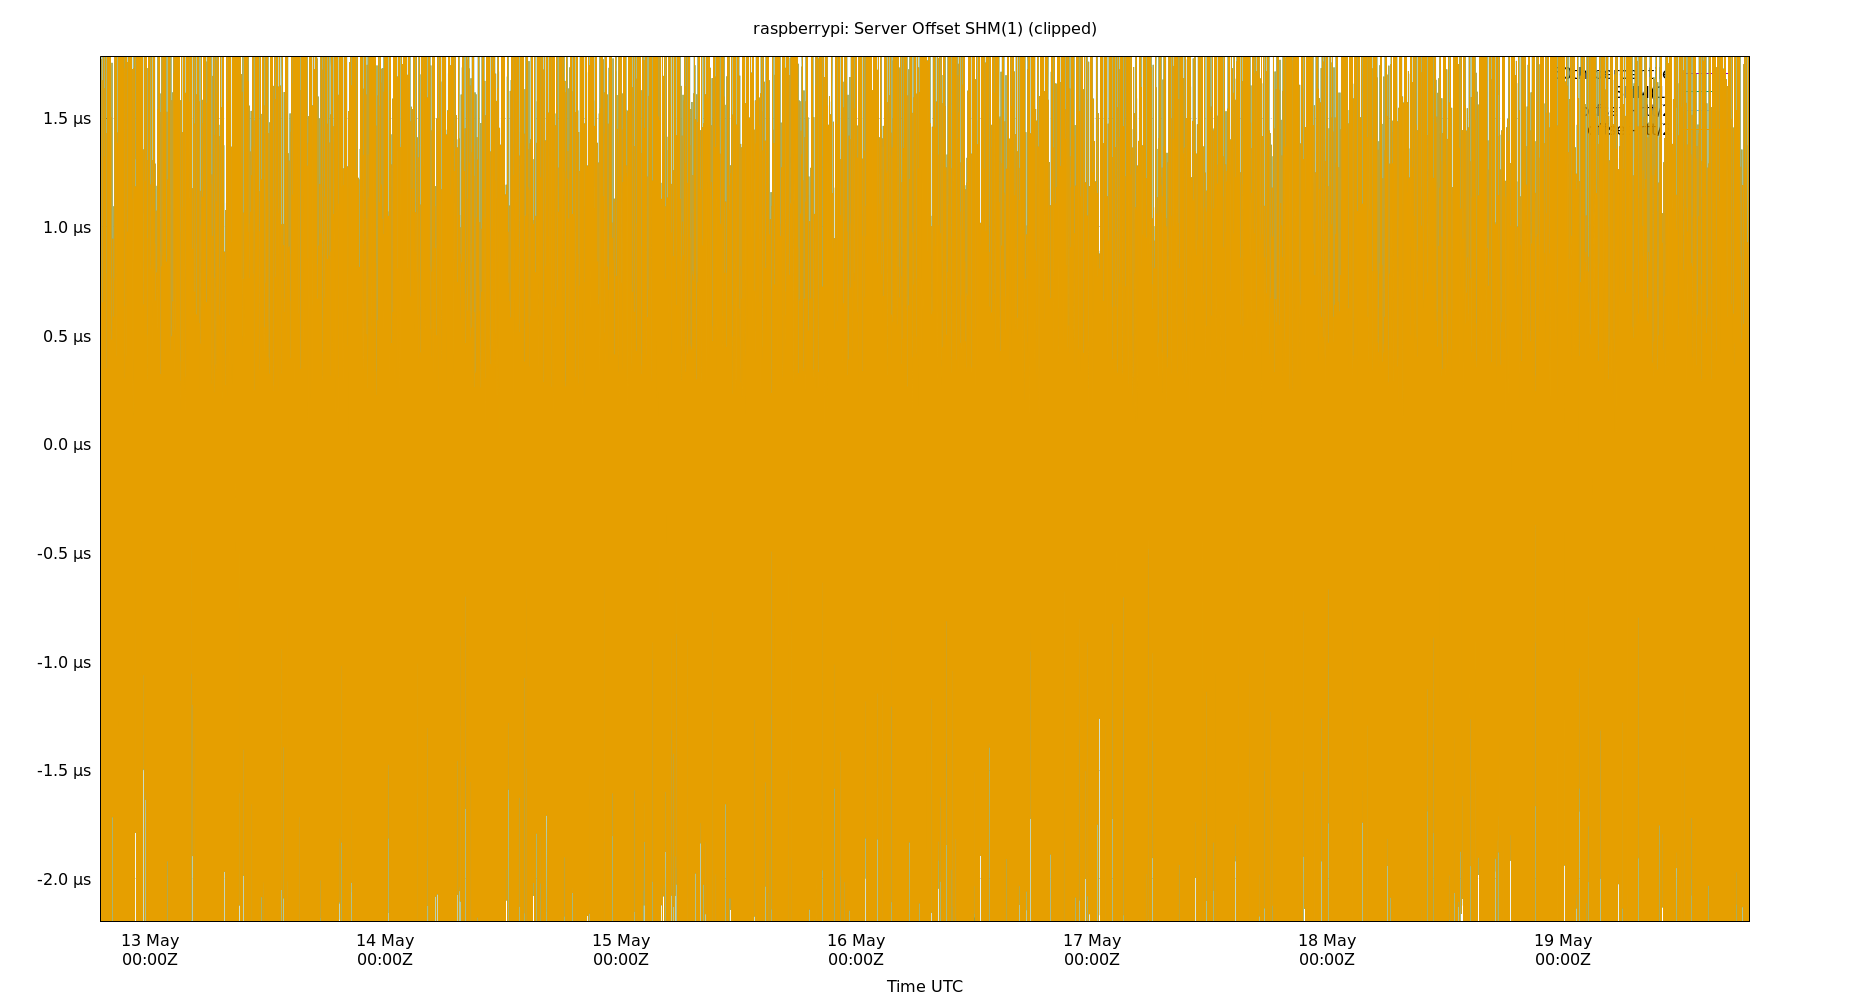 raspberrypi: Server Offset SHM(1) (clipped)
1.5 µs
1.0 µs
0.5 µs
0.0 µs
-0.5 µs
-1.0 µs
-1.5 µs
-2.0 µs
13 May 14 May 15 May 16 May 17 May 18 May 19 May
00:00Z 00:00Z 00:00Z 00:00Z 00:00Z 00:00Z 00:00Z
Time UTC